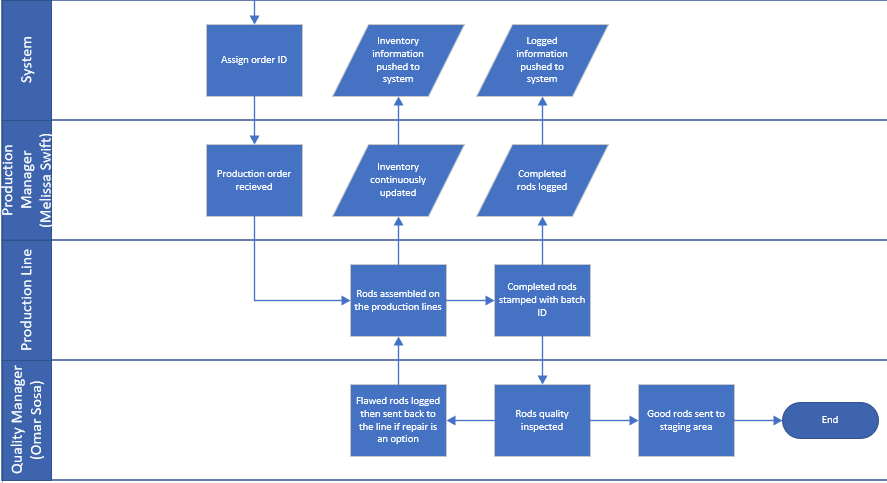 System
Assign order ID
Inventory
information
pushed to
system
Logged
information
pushed to
system
Production
Manager
(Melissa Swift)
Production order
recieved
Inventory
continuously
updated
Completed
rods logged
Production Line
Rods assembled on
the production lines
Completed rods
stamped with batch
ID
Quality Manager
(Omar Sosa)
Flawed rods logged
then sent back to
the line if repair is
an option
Rods quality
inspected
Good rods sent to
staging area
End